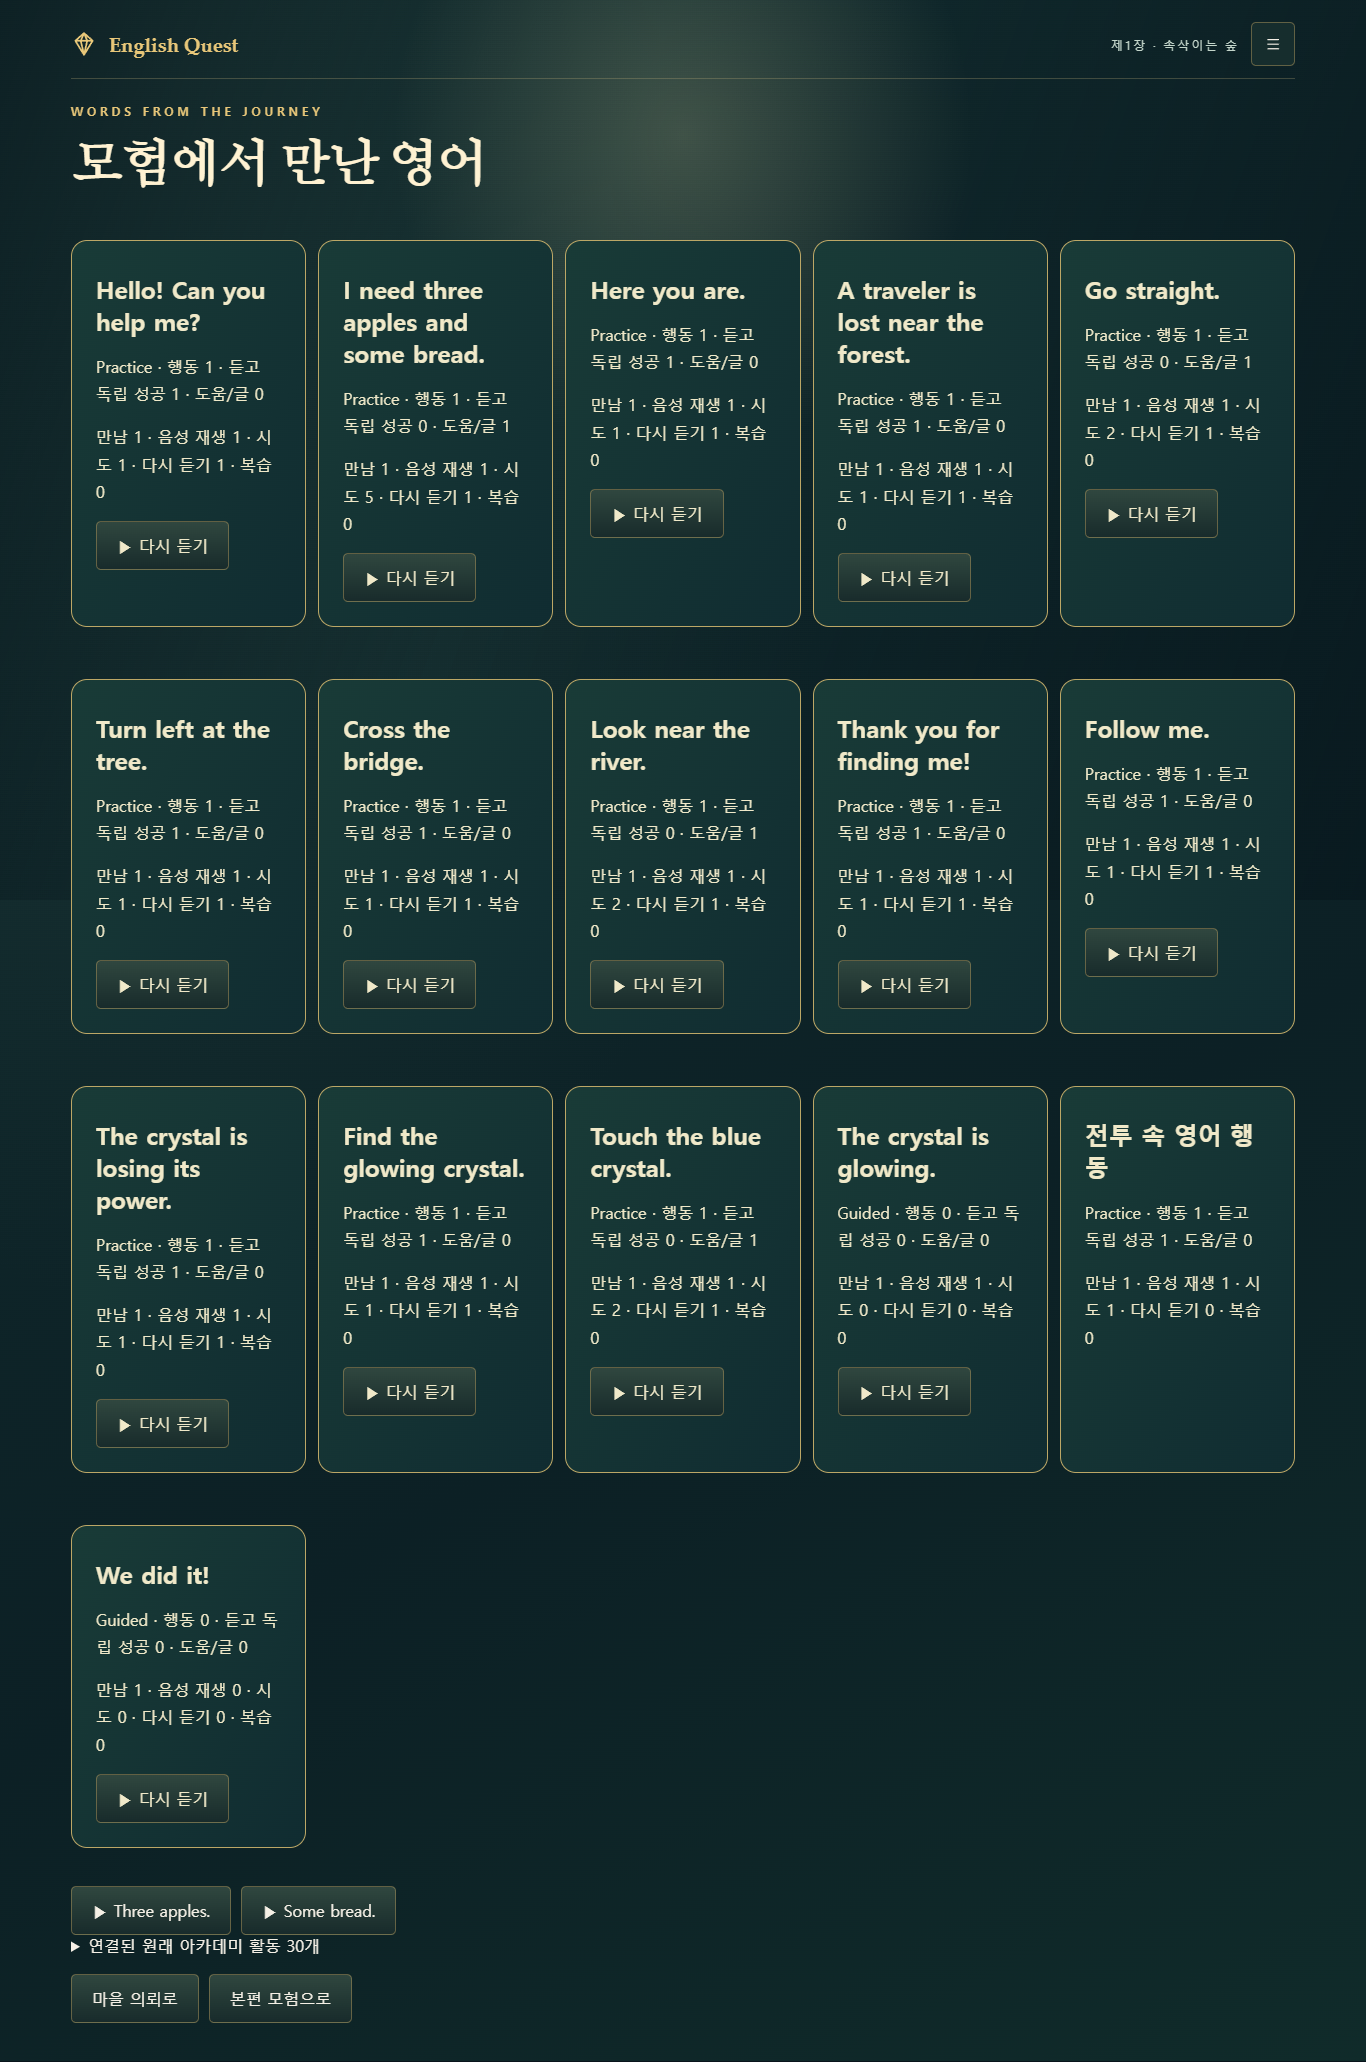 English Quest
제1장 · 속삭이는 숲
☰
WORDS FROM THE JOURNEY
모험에서 만난 영어
Hello! Can you
help me?
Practice · 행동 1 · 듣고
독립 성공 1 · 도움/글 0
만남 1 · 음성 재생 1 · 시
도 1 · 다시 듣기 1 · 복습
0
▶ 다시 듣기
I need three
apples and
some bread.
Practice · 행동 1 · 듣고
독립 성공 0 · 도움/글 1
만남 1 · 음성 재생 1 · 시
도 5 · 다시 듣기 1 · 복습
0
▶ 다시 듣기
Here you are.
Practice · 행동 1 · 듣고
독립 성공 1 · 도움/글 0
만남 1 · 음성 재생 1 · 시
도 1 · 다시 듣기 1 · 복습
0
▶ 다시 듣기
A traveler is
lost near the
forest.
Practice · 행동 1 · 듣고
독립 성공 1 · 도움/글 0
만남 1 · 음성 재생 1 · 시
도 1 · 다시 듣기 1 · 복습
0
▶ 다시 듣기
Go straight.
Practice · 행동 1 · 듣고
독립 성공 0 · 도움/글 1
만남 1 · 음성 재생 1 · 시
도 2 · 다시 듣기 1 · 복습
0
▶ 다시 듣기
Turn left at the
tree.
Practice · 행동 1 · 듣고
독립 성공 1 · 도움/글 0
만남 1 · 음성 재생 1 · 시
도 1 · 다시 듣기 1 · 복습
0
▶ 다시 듣기
Cross the
bridge.
Practice · 행동 1 · 듣고
독립 성공 1 · 도움/글 0
만남 1 · 음성 재생 1 · 시
도 1 · 다시 듣기 1 · 복습
0
▶ 다시 듣기
Look near the
river.
Practice · 행동 1 · 듣고
독립 성공 0 · 도움/글 1
만남 1 · 음성 재생 1 · 시
도 2 · 다시 듣기 1 · 복습
0
▶ 다시 듣기
Thank you for
finding me!
Practice · 행동 1 · 듣고
독립 성공 1 · 도움/글 0
만남 1 · 음성 재생 1 · 시
도 1 · 다시 듣기 1 · 복습
0
▶ 다시 듣기
Follow me.
Practice · 행동 1 · 듣고
독립 성공 1 · 도움/글 0
만남 1 · 음성 재생 1 · 시
도 1 · 다시 듣기 1 · 복습
0
▶ 다시 듣기
The crystal is
losing its
power.
Practice · 행동 1 · 듣고
독립 성공 1 · 도움/글 0
만남 1 · 음성 재생 1 · 시
도 1 · 다시 듣기 1 · 복습
0
▶ 다시 듣기
Find the
glowing crystal.
Practice · 행동 1 · 듣고
독립 성공 1 · 도움/글 0
만남 1 · 음성 재생 1 · 시
도 1 · 다시 듣기 1 · 복습
0
▶ 다시 듣기
Touch the blue
crystal.
Practice · 행동 1 · 듣고
독립 성공 0 · 도움/글 1
만남 1 · 음성 재생 1 · 시
도 2 · 다시 듣기 1 · 복습
0
▶ 다시 듣기
The crystal is
glowing.
Guided · 행동 0 · 듣고 독
립 성공 0 · 도움/글 0
만남 1 · 음성 재생 1 · 시
도 0 · 다시 듣기 0 · 복습
0
▶ 다시 듣기
전투 속 영어 행
동
Practice · 행동 1 · 듣고
독립 성공 1 · 도움/글 0
만남 1 · 음성 재생 1 · 시
도 1 · 다시 듣기 0 · 복습
0
We did it!
Guided · 행동 0 · 듣고 독
립 성공 0 · 도움/글 0
만남 1 · 음성 재생 0 · 시
도 0 · 다시 듣기 0 · 복습
0
▶ 다시 듣기
▶ Three apples.
▶ Some bread.
▶ 연결된 원래 아카데미 활동 30개
마을 의뢰로
본편 모험으로